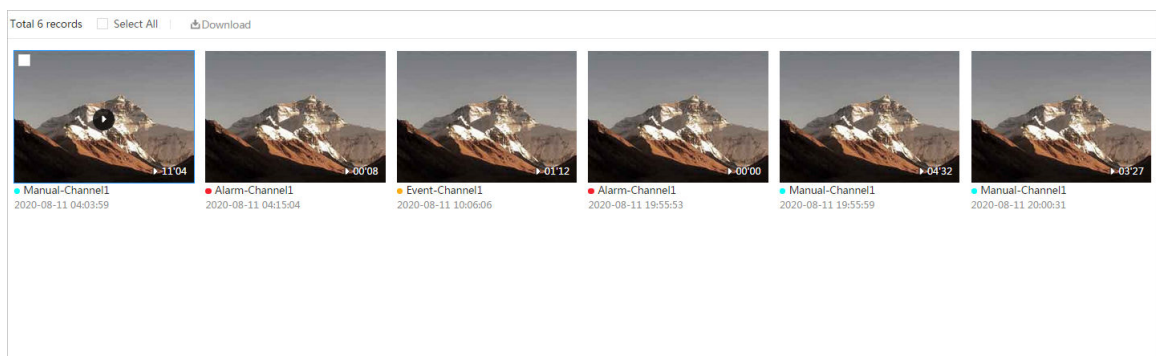 Total 6 records Select All Download
11'04 00'08 01'12 00'00 04'32 03'27
Manual-Channel1 Alarm-Channel1 Event-Channel1 Alarm-Channel1 Manual-Channel1 Manual-Channel1
2020-08-11 04:03:59 2020-08-11 04:15:04 2020-08-11 10:06:06 2020-08-11 19:55:53 2020-08-11 19:55:59 2020-08-11 20:00:31